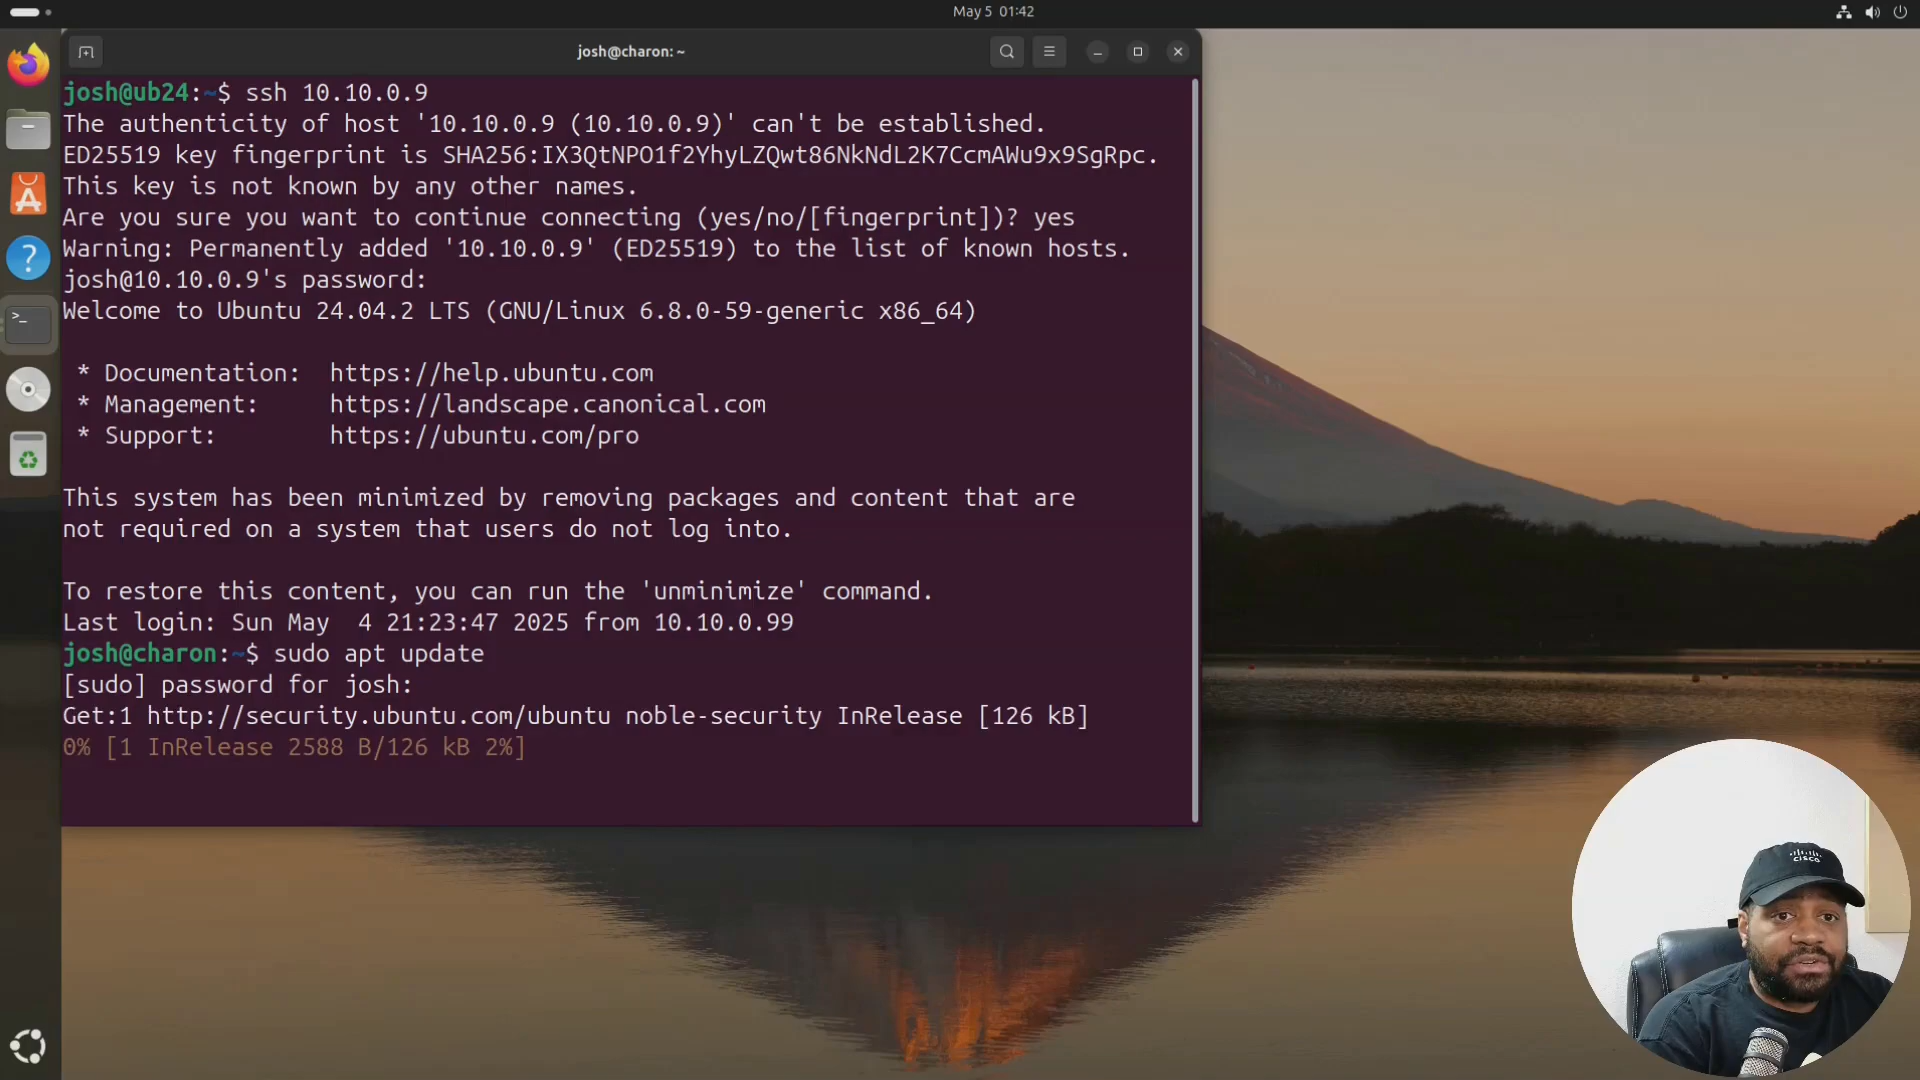 May 5 01:42
josh@charon: ~
josh@ub24:~$ ssh 10.10.0.9
The authenticity of host '10.10.0.9 (10.10.0.9)' can't be established.
ED25519 key fingerprint is SHA256:IX3QtNPO1f2YhyLZQwt86NkNdL2K7CcmAWu9x9SgRpc.
This key is not known by any other names.
Are you sure you want to continue connecting (yes/no/[fingerprint])? yes
Warning: Permanently added '10.10.0.9' (ED25519) to the list of known hosts.
josh@10.10.0.9's password:
Welcome to Ubuntu 24.04.2 LTS (GNU/Linux 6.8.0-59-generic x86_64)
* Documentation: https://help.ubuntu.com
* Management: https://landscape.canonical.com
* Support: https://ubuntu.com/pro
This system has been minimized by removing packages and content that are
not required on a system that users do not log into.
To restore this content, you can run the 'unminimize' command.
Last login: Sun May  4 21:23:47 2025 from 10.10.0.99
josh@charon:~$ sudo apt update
[sudo] password for josh:
Get:1 http://security.ubuntu.com/ubuntu noble-security InRelease [126 kB]
0% [1 InRelease 2588 B/126 kB 2%]
CISCO